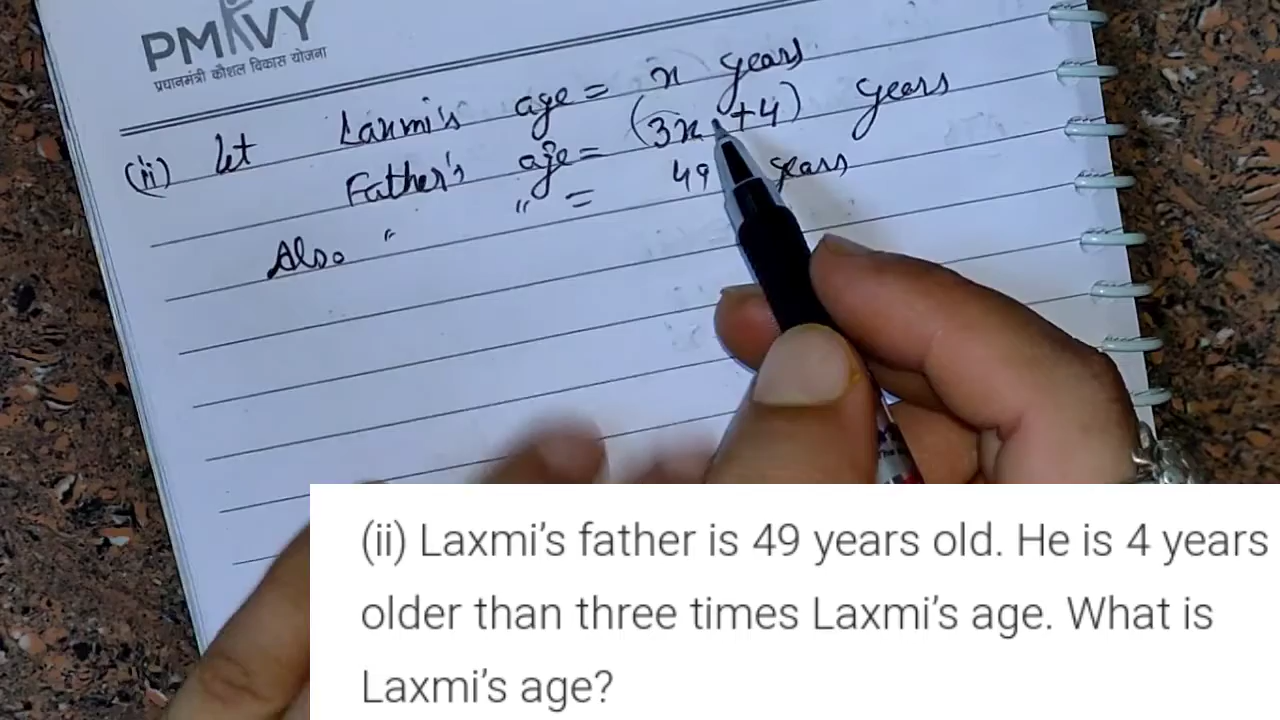 PMKVY
प्रधानमंत्री कौशल विकास योजना
(ii) let Laxmi's age = x years.
Father's age = (3x+4) years
Also " " = 49 years
(ii) Laxmi's father is 49 years old. He is 4 years
older than three times Laxmi's age. What is
Laxmi's age?